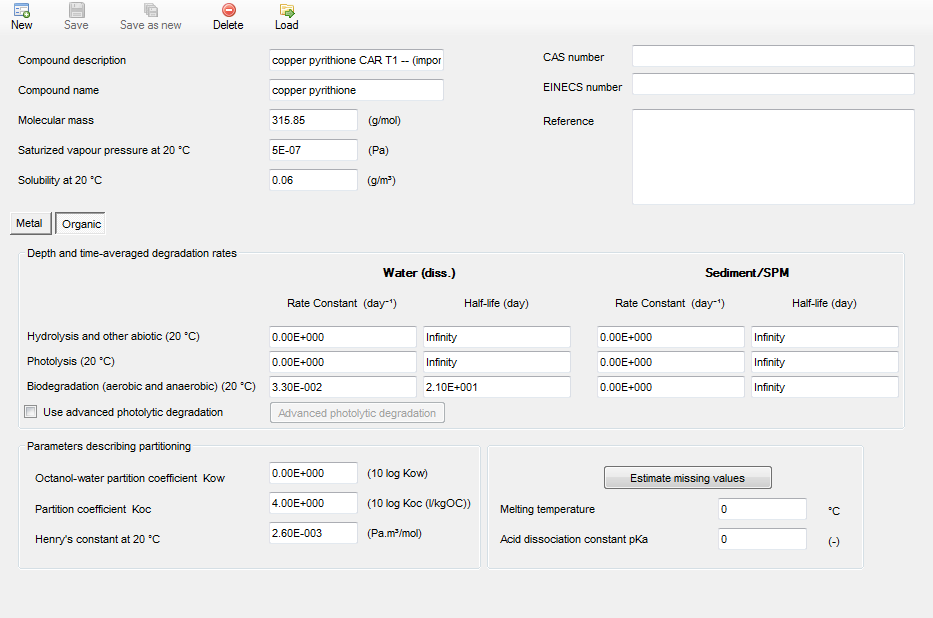 New Save Save as new Delete Load
Compound description copper pyrithione CAR T1 -- (impor
CAS number
Compound name copper pyrithione
EINECS number
Molecular mass 315.85 (g/mol)
Reference
Saturized vapour pressure at 20 °C 5E-07 (Pa)
Solubility at 20 °C 0.06 (g/m³)
Metal Organic
Depth and time-averaged degradation rates
Water (diss.) Sediment/SPM
Rate Constant (day⁻¹) Half-life (day) Rate Constant (day⁻¹) Half-life (day)
Hydrolysis and other abiotic (20 °C) 0.00E+000 Infinity 0.00E+000 Infinity
Photolysis (20 °C) 0.00E+000 Infinity 0.00E+000 Infinity
Biodegradation (aerobic and anaerobic) (20 °C) 3.30E-002 2.10E+001 0.00E+000 Infinity
Use advanced photolytic degradation Advanced photolytic degradation
Parameters describing partitioning
Octanol-water partition coefficient Kow 0.00E+000 (10 log Kow)
Partition coefficient Koc 4.00E+000 (10 log Koc (l/kgOC))
Henry's constant at 20 °C 2.60E-003 (Pa.m³/mol)
Estimate missing values
Melting temperature 0 °C
Acid dissociation constant pKa 0 (-)